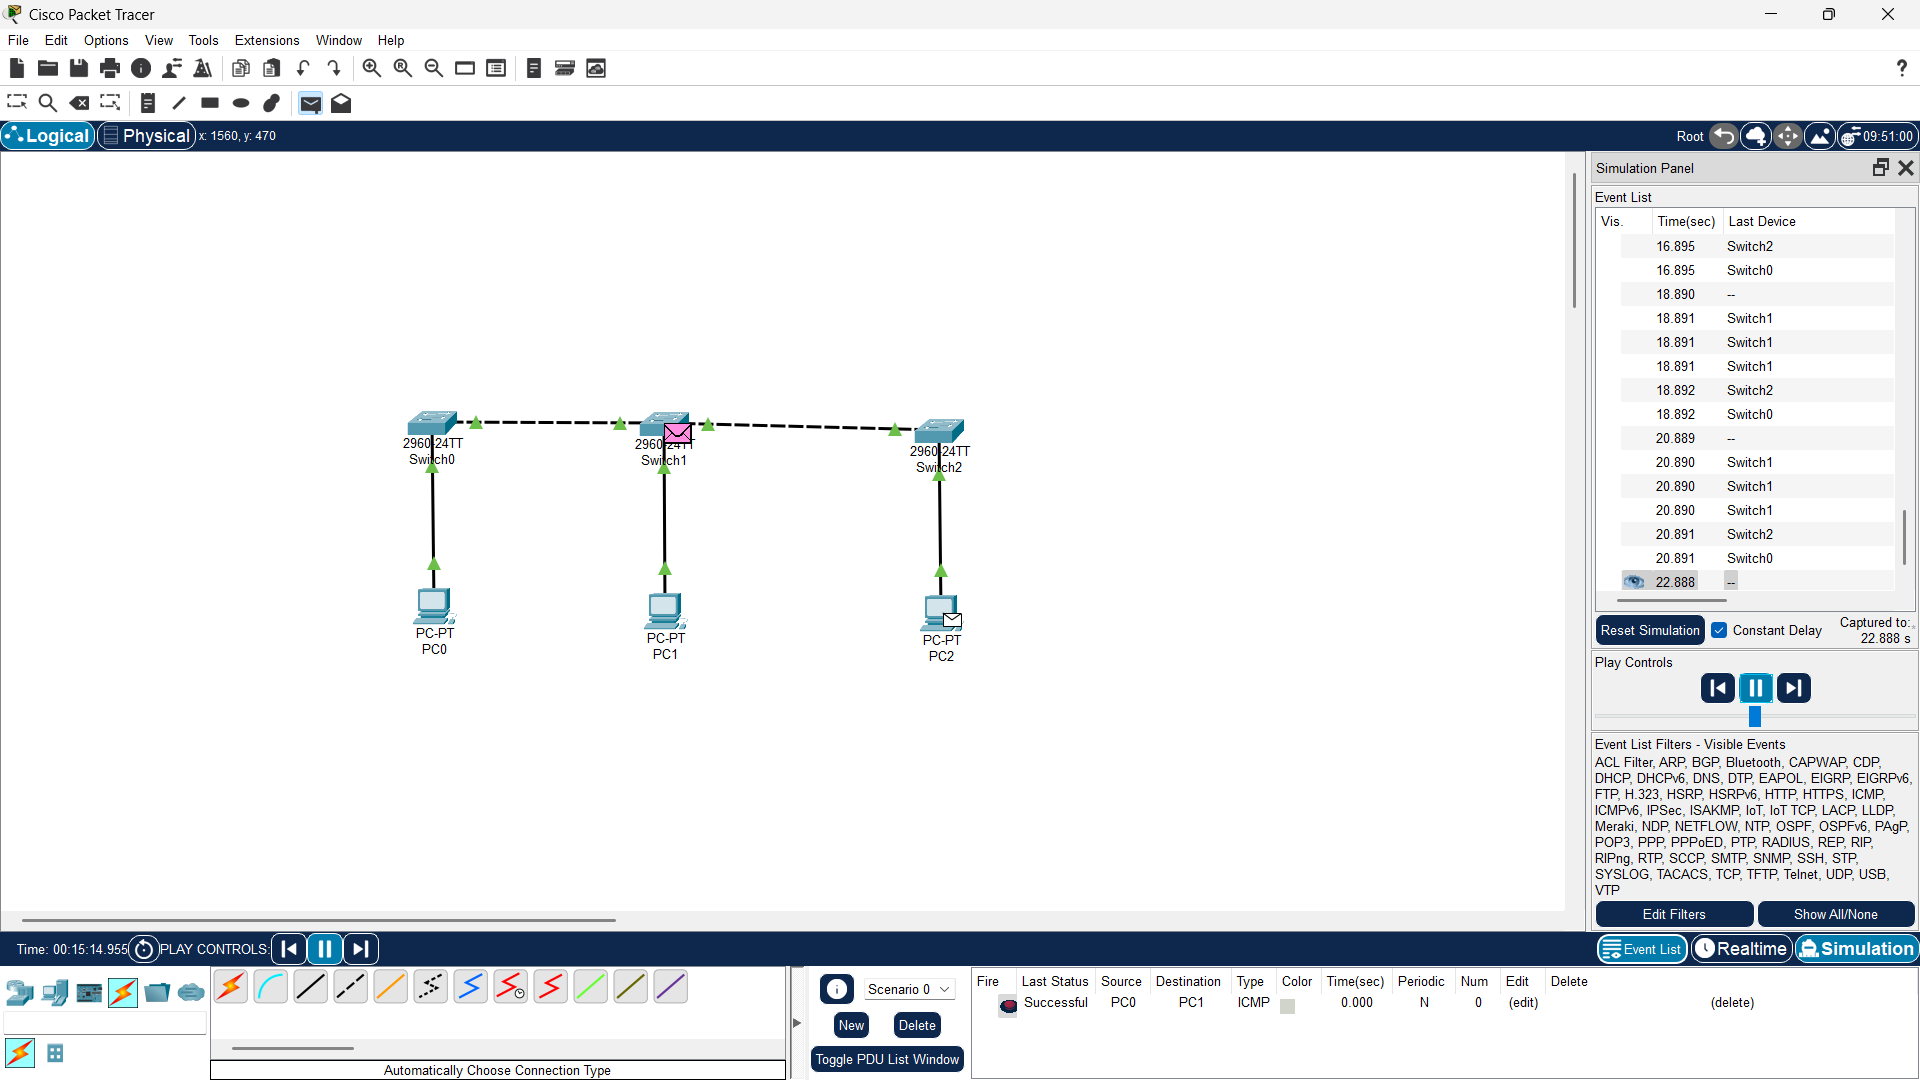 Cisco Packet Tracer
File Edit Options View Tools Extensions Window Help
?
Logical Physical x: 1560, y: 470 Root 09:51:00
Simulation Panel
Event List
Vis. Time(sec) Last Device
16.895 Switch2
16.895 Switch0
18.890 --
18.891 Switch1
18.891 Switch1
18.891 Switch1
18.892 Switch2
18.892 Switch0
20.889 --
20.890 Switch1
20.890 Switch1
20.890 Switch1
20.891 Switch2
20.891 Switch0
22.888 --
Reset Simulation Constant Delay Captured to:
22.888 s
Play Controls
Event List Filters - Visible Events
ACL Filter, ARP, BGP, Bluetooth, CAPWAP, CDP,
DHCP, DHCPv6, DNS, DTP, EAPOL, EIGRP, EIGRPv6,
FTP, H.323, HSRP, HSRPv6, HTTP, HTTPS, ICMP,
ICMPv6, IPSec, ISAKMP, IoT, IoT TCP, LACP, LLDP,
Meraki, NDP, NETFLOW, NTP, OSPF, OSPFv6, PAgP,
POP3, PPP, PPPoED, PTP, RADIUS, REP, RIP,
RIPng, RTP, SCCP, SMTP, SNMP, SSH, STP,
SYSLOG, TACACS, TCP, TFTP, Telnet, UDP, USB,
VTP
Edit Filters Show All/None
2960-24TT
Switch0
2960-24TT
Switch1
2960-24TT
Switch2
PC-PT
PC0
PC-PT
PC1
PC-PT
PC2
Time: 00:15:14.955 PLAY CONTROLS: Event List Realtime Simulation
Scenario 0
New Delete
Toggle PDU List Window
Automatically Choose Connection Type
Fire Last Status Source Destination Type Color Time(sec) Periodic Num Edit Delete
Successful PC0 PC1 ICMP 0.000 N 0 (edit) (delete)